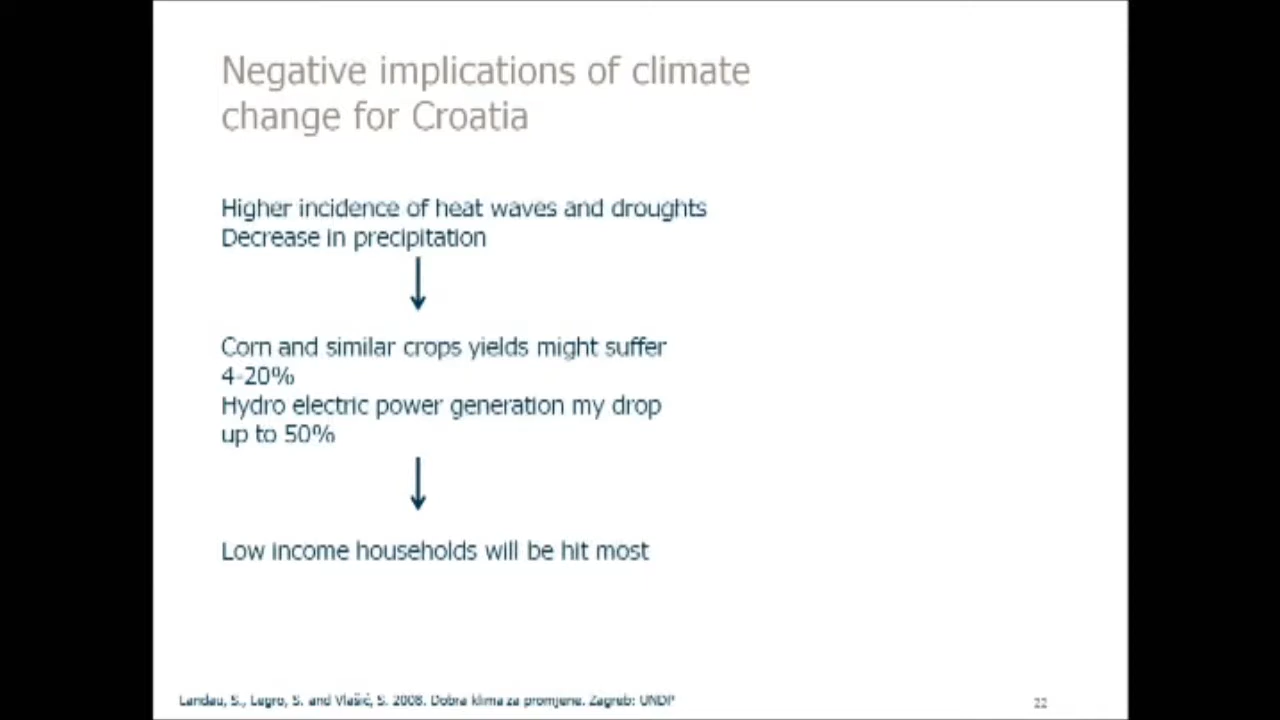 Negative implications of climate
change for Croatia
Higher incidence of heat waves and droughts
Decrease in precipitation
Corn and similar crops yields might suffer
4-20%
Hydro electric power generation my drop
up to 50%
Low income households will be hit most
Landau, S., Legro, S. and Vlašić, S. 2008. Dobra klima za promjene. Zagreb: UNDP
22